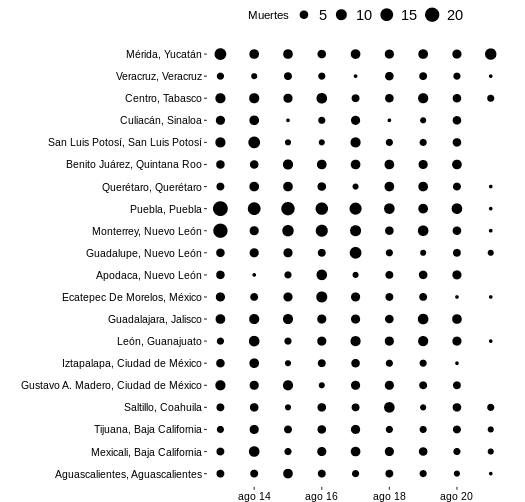 Muertes 5 10 15 20
Mérida, Yucatán
Veracruz, Veracruz
Centro, Tabasco
Culiacán, Sinaloa
San Luis Potosí, San Luis Potosí
Benito Juárez, Quintana Roo
Querétaro, Querétaro
Puebla, Puebla
Monterrey, Nuevo León
Guadalupe, Nuevo León
Apodaca, Nuevo León
Ecatepec De Morelos, México
Guadalajara, Jalisco
León, Guanajuato
Iztapalapa, Ciudad de México
Gustavo A. Madero, Ciudad de México
Saltillo, Coahuila
Tijuana, Baja California
Mexicali, Baja California
Aguascalientes, Aguascalientes
ago 14 ago 16 ago 18 ago 20